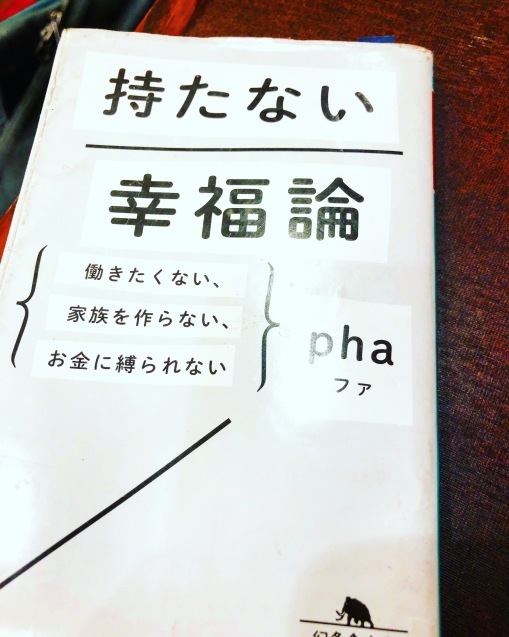 持たない
幸福論
働きたくない、
家族を作らない、
お金に縛られない
pha
ファ